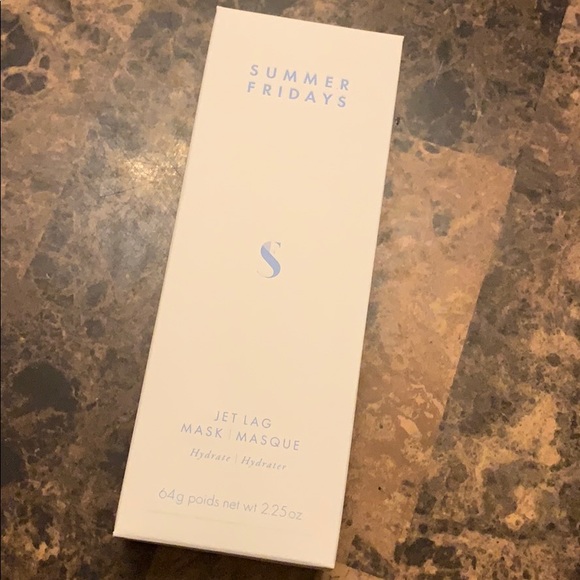 SUMMER
FRIDAYS
S
JET LAG
MASK | MASQUE
Hydrate | Hydrater
64g poids net wt 2.25oz